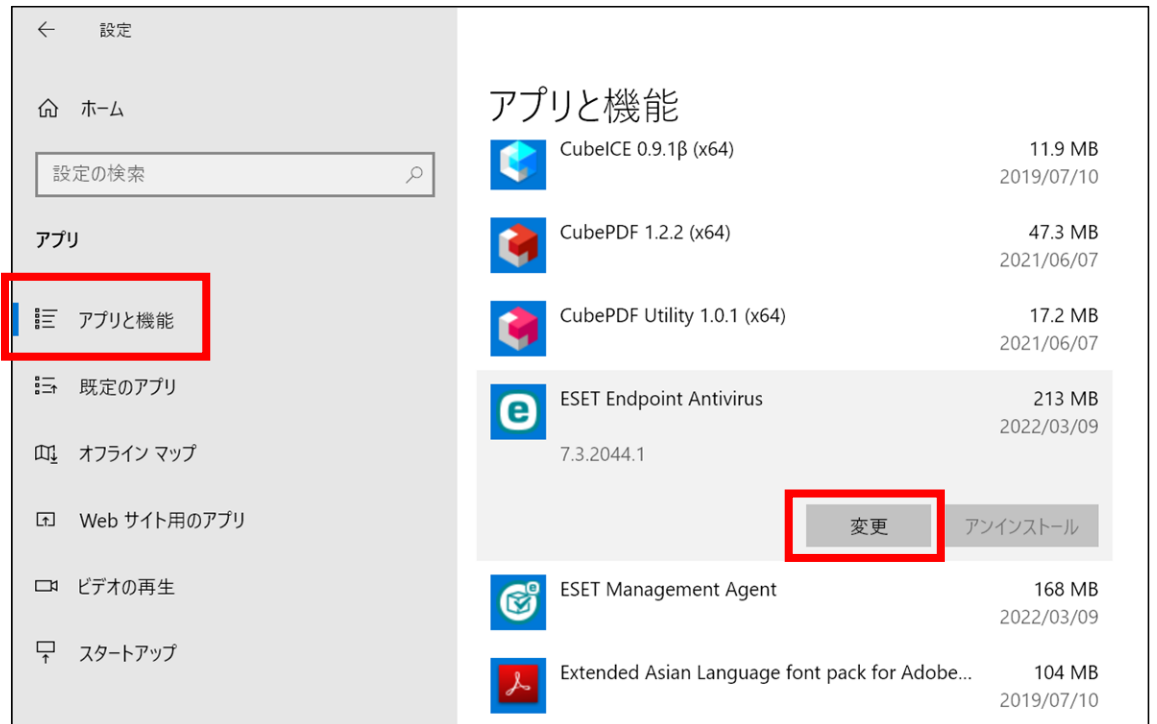 設定
ホーム
設定の検索
アプリ
アプリと機能
既定のアプリ
オフライン マップ
Web サイト用のアプリ
ビデオの再生
スタートアップ
アプリと機能
CubeICE 0.9.1β (x64)
11.9 MB
2019/07/10
CubePDF 1.2.2 (x64)
47.3 MB
2021/06/07
CubePDF Utility 1.0.1 (x64)
17.2 MB
2021/06/07
ESET Endpoint Antivirus
213 MB
2022/03/09
7.3.2044.1
変更
アンインストール
ESET Management Agent
168 MB
2022/03/09
Extended Asian Language font pack for Adobe...
104 MB
2019/07/10